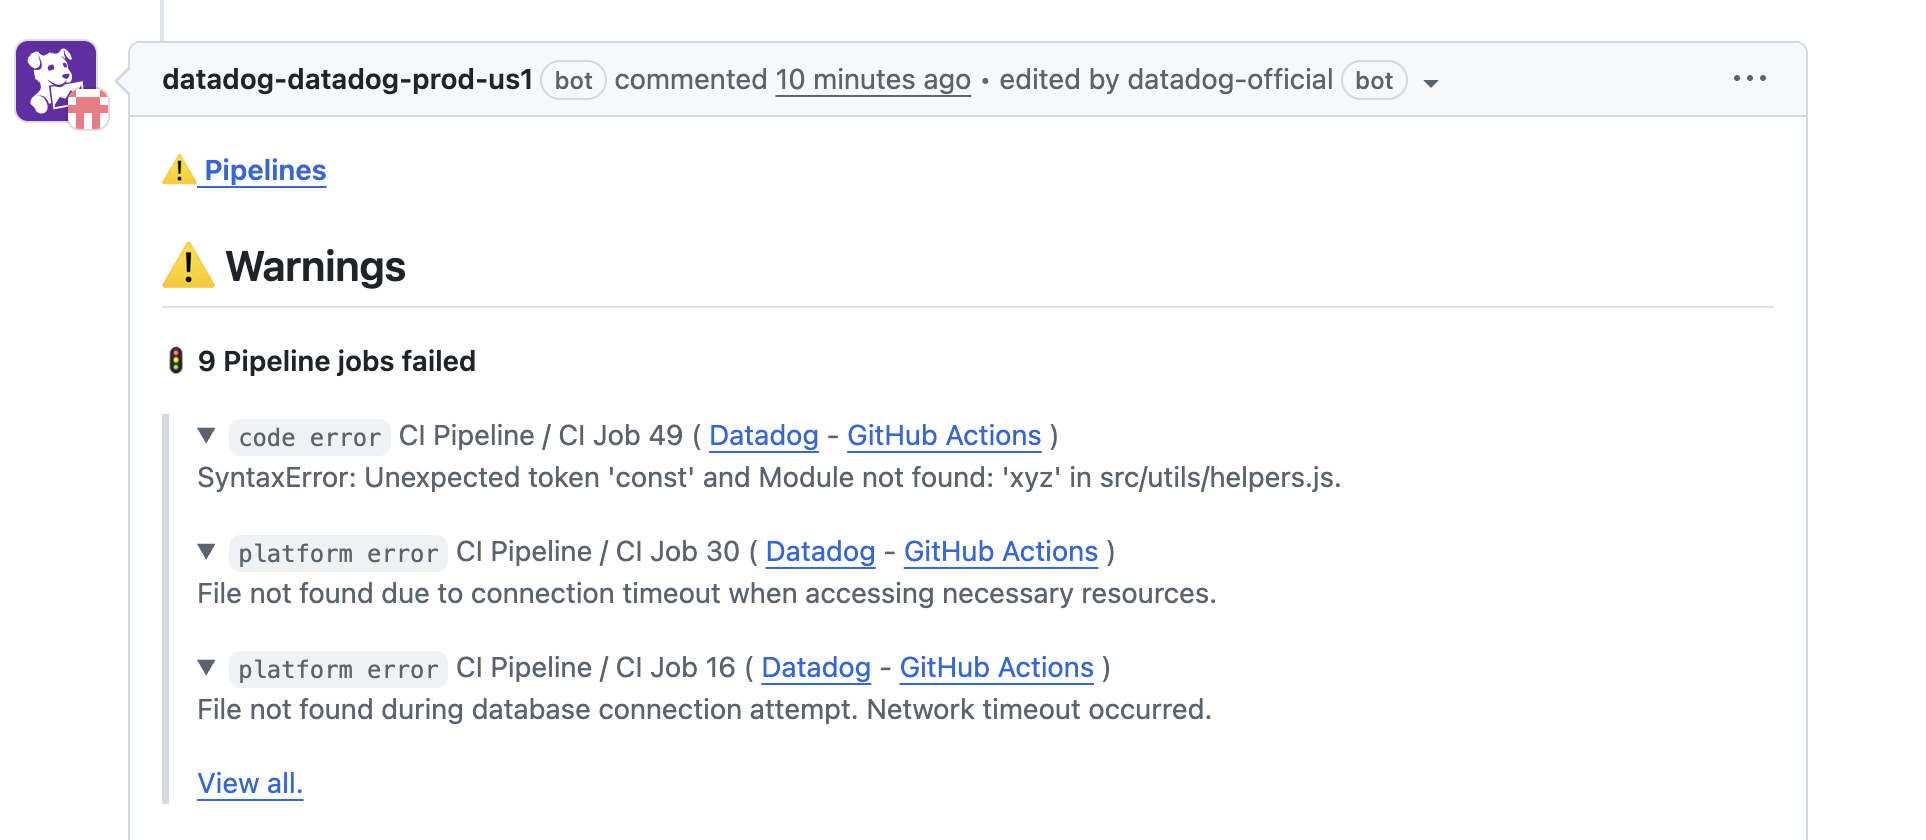 datadog-datadog-prod-us1 bot commented 10 minutes ago • edited by datadog-official bot
Pipelines
Warnings
9 Pipeline jobs failed
code error CI Pipeline / CI Job 49 ( Datadog - GitHub Actions )
SyntaxError: Unexpected token 'const' and Module not found: 'xyz' in src/utils/helpers.js.
platform error CI Pipeline / CI Job 30 ( Datadog - GitHub Actions )
File not found due to connection timeout when accessing necessary resources.
platform error CI Pipeline / CI Job 16 ( Datadog - GitHub Actions )
File not found during database connection attempt. Network timeout occurred.
View all.